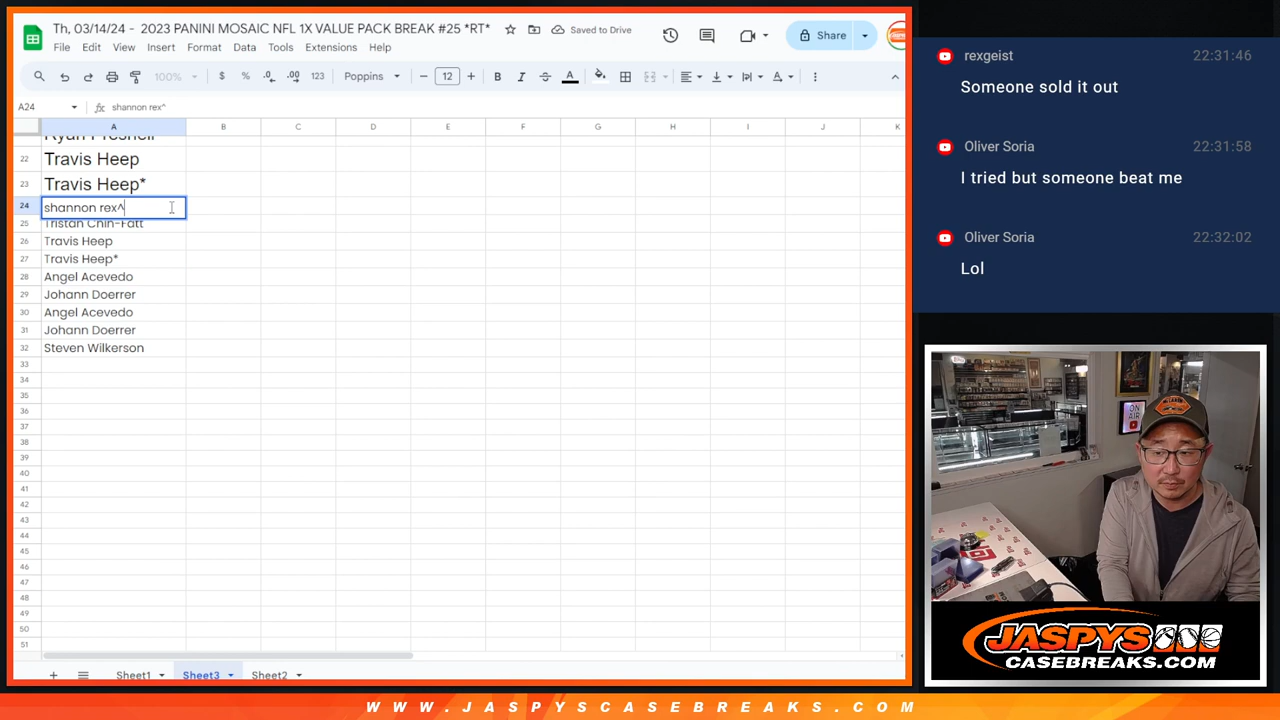 Th, 03/14/24 - 2023 PANINI MOSAIC NFL 1X VALUE PACK BREAK #25 *RT*
Saved to Drive
Share
File Edit View Insert Format Data Tools Extensions Help
100% $ % .0 .00 123 Poppins − 12 + B I S A
A24 fx shannon rex^
A B C D E F G H I J K
22 Travis Heep
23 Travis Heep*
24 shannon rex^
25 Tristan Chin-Fatt
26 Travis Heep
27 Travis Heep*
28 Angel Acevedo
29 Johann Doerrer
30 Angel Acevedo
31 Johann Doerrer
32 Steven Wilkerson
33
34
35
36
37
38
39
40
41
42
43
44
45
46
47
48
49
50
51
+ Sheet1 Sheet3 Sheet2
rexgeist 22:31:46
Someone sold it out
Oliver Soria 22:31:58
I tried but someone beat me
Oliver Soria 22:32:02
Lol
ON AIR
JASPYS
CASEBREAKS.COM
WWW.JASPYSCASEBREAKS.COM